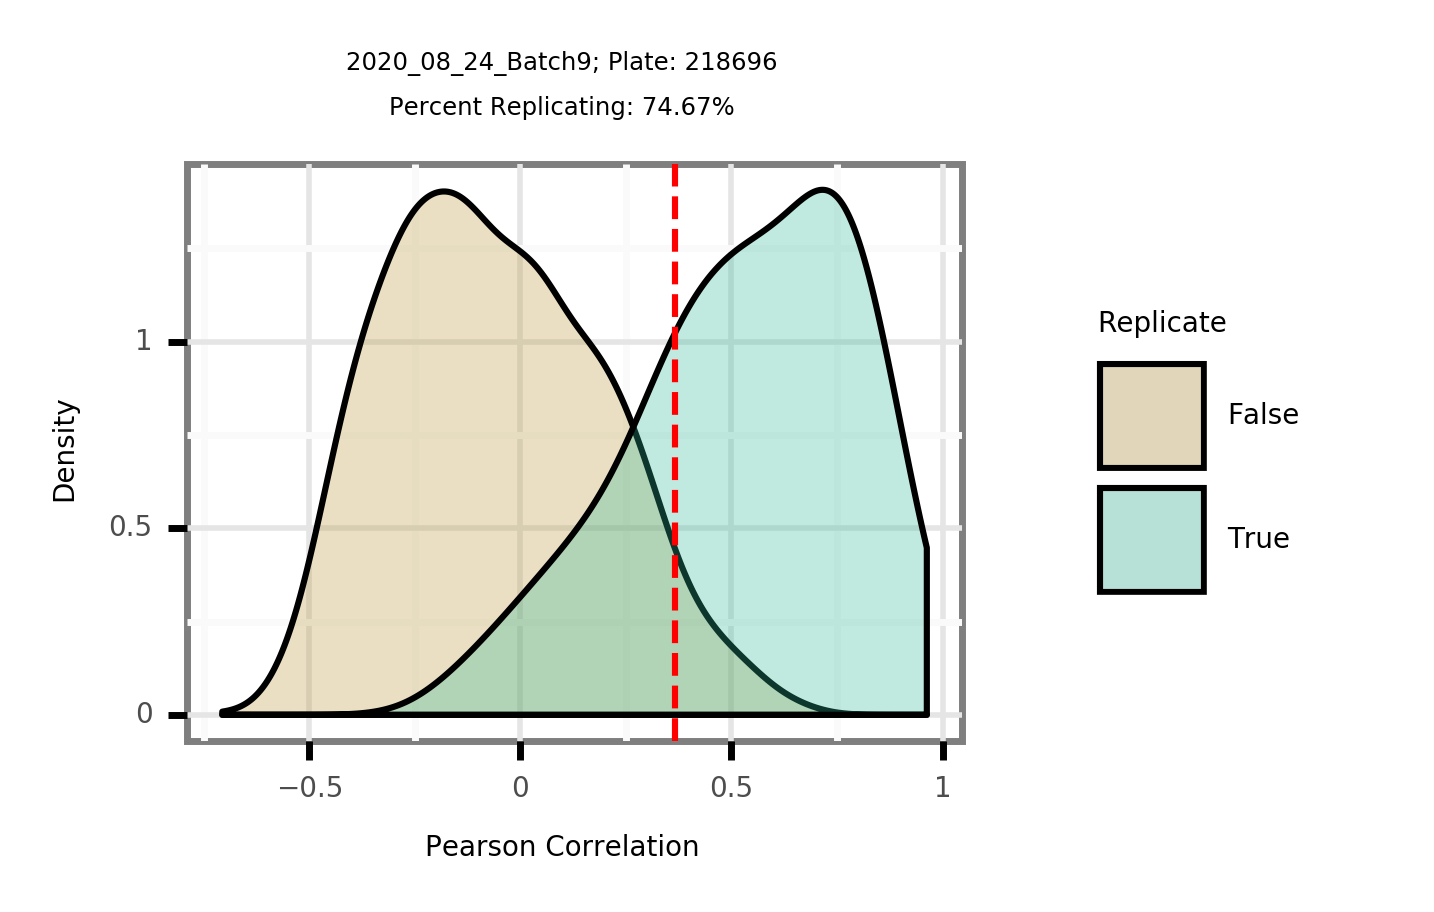 2020_08_24_Batch9; Plate: 218696
Percent Replicating: 74.67%
Density
1
0.5
0
−0.5
0
0.5
1
Pearson Correlation
Replicate
False
True